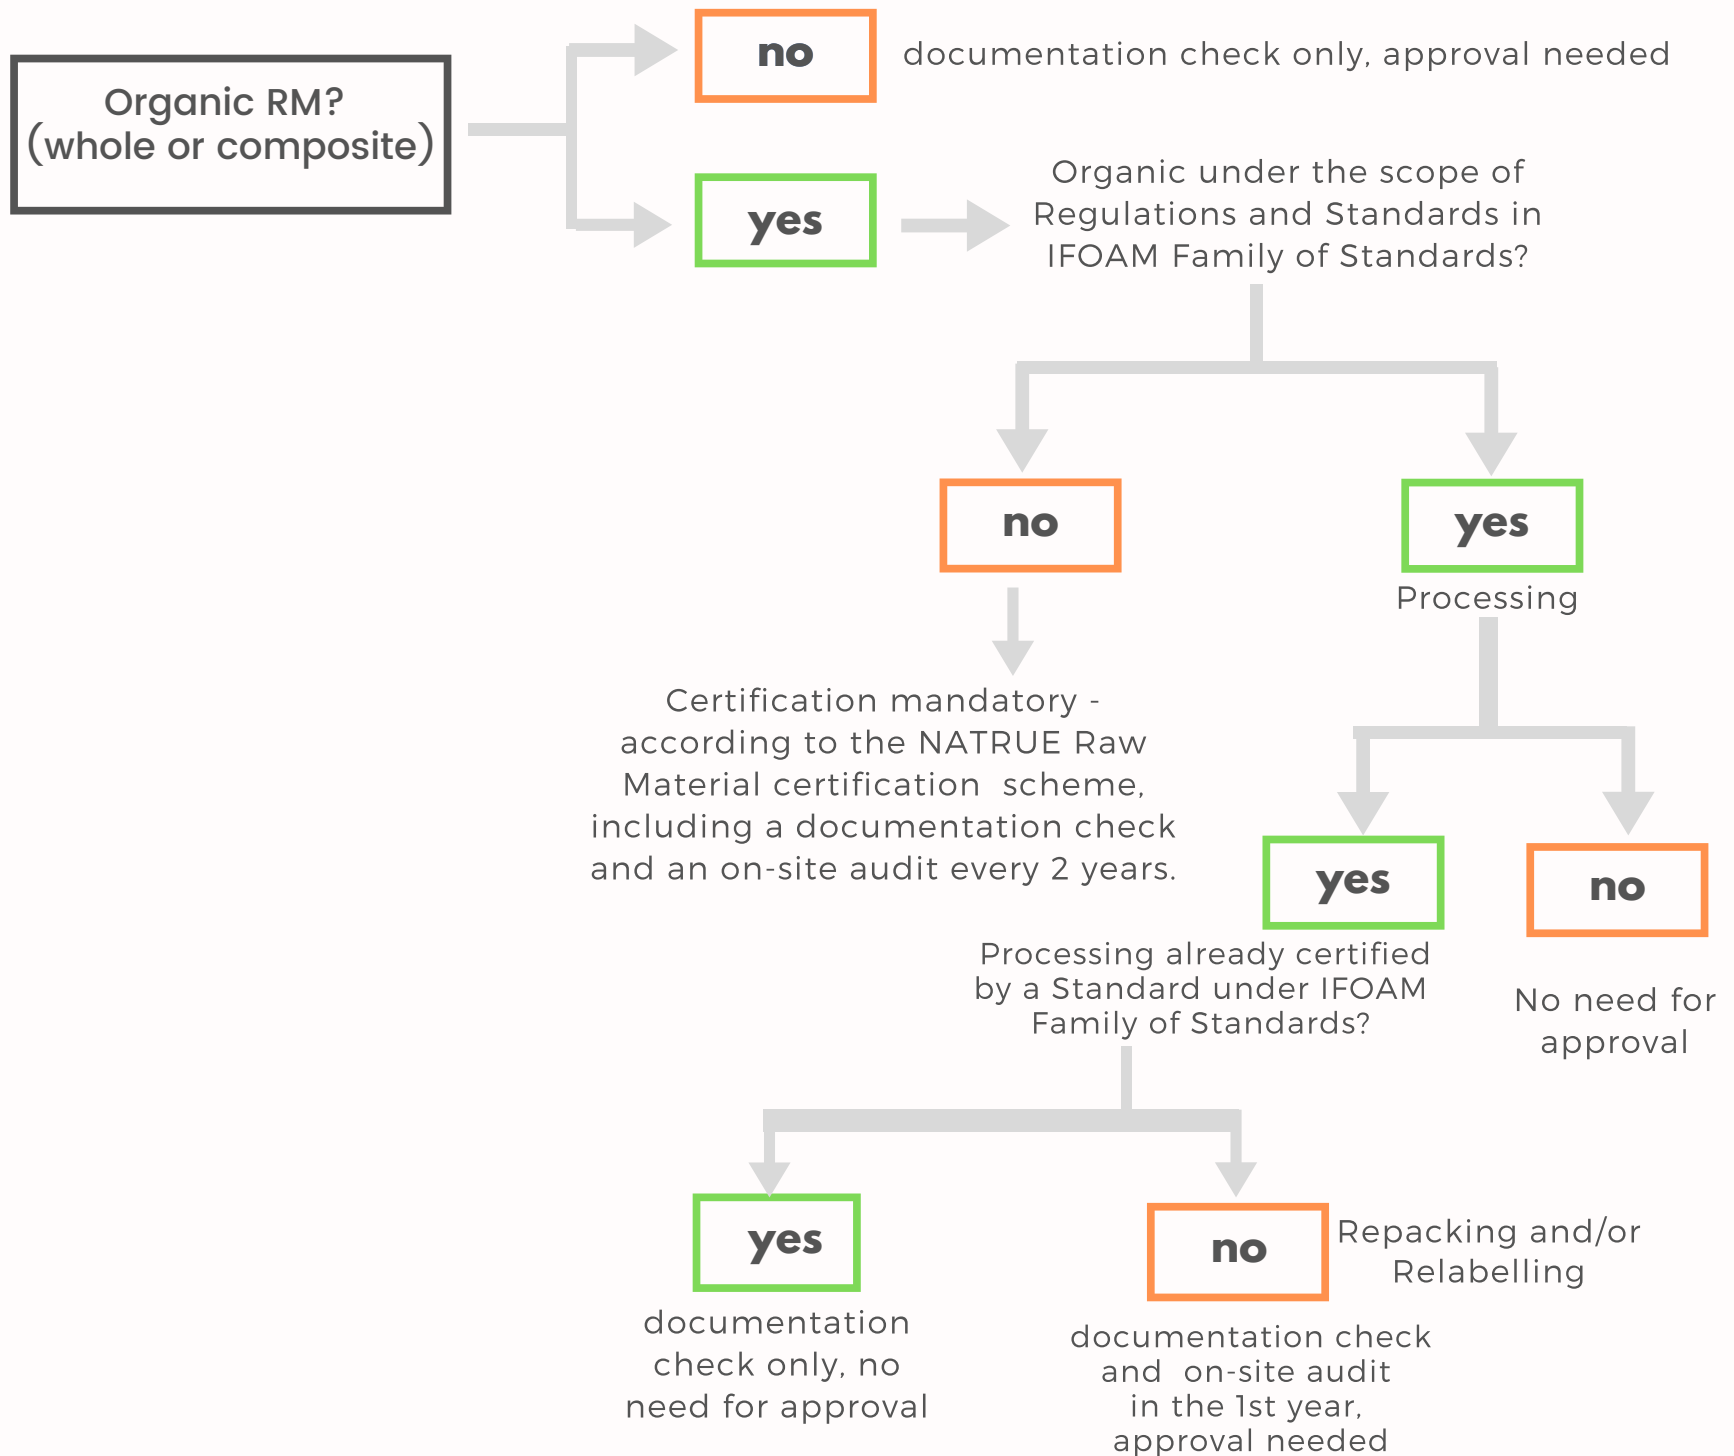 no
documentation check only, approval needed
Organic RM?
(whole or composite)
yes
Organic under the scope of
Regulations and Standards in
IFOAM Family of Standards?
no
yes
Processing
Certification mandatory -
according to the NATRUE Raw
Material certification scheme,
including a documentation check
and an on-site audit every 2 years.
yes
no
Processing already certified
by a Standard under IFOAM
Family of Standards?
No need for
approval
yes
no
Repacking and/or
Relabelling
documentation
check only, no
need for approval
documentation check
and on-site audit
in the 1st year,
approval needed